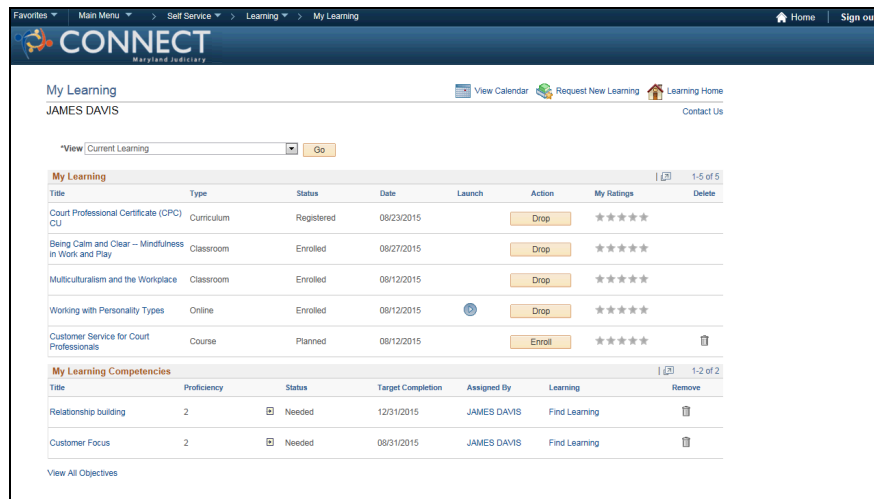 Favorites Main Menu > Self Service > Learning > My Learning Home Sign ou
CONNECT
Maryland Judiciary
My Learning View Calendar Request New Learning Learning Home
JAMES DAVIS Contact Us
*View Current Learning Go
My Learning 1-5 of 5
Title Type Status Date Launch Action My Ratings Delete
Court Professional Certificate (CPC)
CU Curriculum Registered 08/23/2015 Drop
Being Calm and Clear -- Mindfulness
in Work and Play Classroom Enrolled 08/27/2015 Drop
Multiculturalism and the Workplace Classroom Enrolled 08/12/2015 Drop
Working with Personality Types Online Enrolled 08/12/2015 Drop
Customer Service for Court
Professionals Course Planned 08/12/2015 Enroll
My Learning Competencies 1-2 of 2
Title Proficiency Status Target Completion Assigned By Learning Remove
Relationship building 2 Needed 12/31/2015 JAMES DAVIS Find Learning
Customer Focus 2 Needed 08/31/2015 JAMES DAVIS Find Learning
View All Objectives